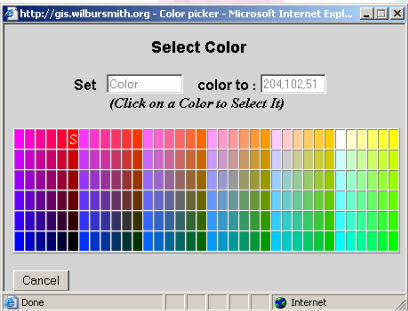 http://gis.wilbursmith.org - Color picker - Microsoft Internet Expl...
Select Color
Set Color color to : 204,102,51
(Click on a Color to Select It)
S
Cancel
Done Internet